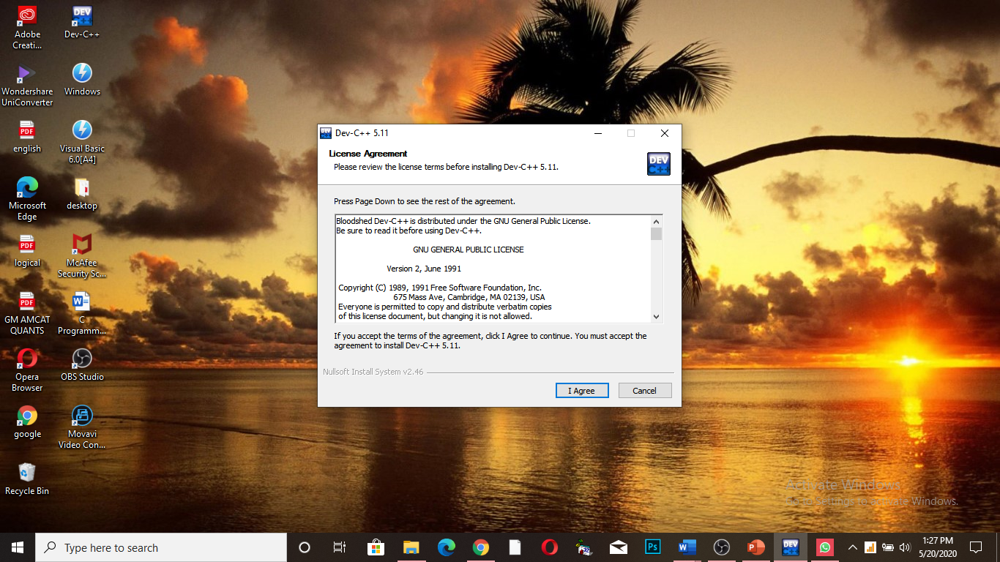 Adobe
Creati...
Dev-C++
Wondershare
UniConverter
Windows
english
Visual Basic
6.0[A4]
Microsoft
Edge
desktop
logical
McAfee
Security Sc...
GM AMCAT
QUANTS
C
Programm...
Opera
Browser
OBS Studio
google
Movavi
Video Con...
Recycle Bin
Dev-C++ 5.11
License Agreement
Please review the license terms before installing Dev-C++ 5.11.
DEV
C++
Press Page Down to see the rest of the agreement.
Bloodshed Dev-C++ is distributed under the GNU General Public License.
Be sure to read it before using Dev-C++.
GNU GENERAL PUBLIC LICENSE
Version 2, June 1991
Copyright (C) 1989, 1991 Free Software Foundation, Inc.
675 Mass Ave, Cambridge, MA 02139, USA
Everyone is permitted to copy and distribute verbatim copies
of this license document, but changing it is not allowed.
If you accept the terms of the agreement, click I Agree to continue. You must accept the
agreement to install Dev-C++ 5.11.
Nullsoft Install System v2.46
I Agree
Cancel
Activate Windows
Go to Settings to activate Windows.
Type here to search
1:27 PM
5/20/2020